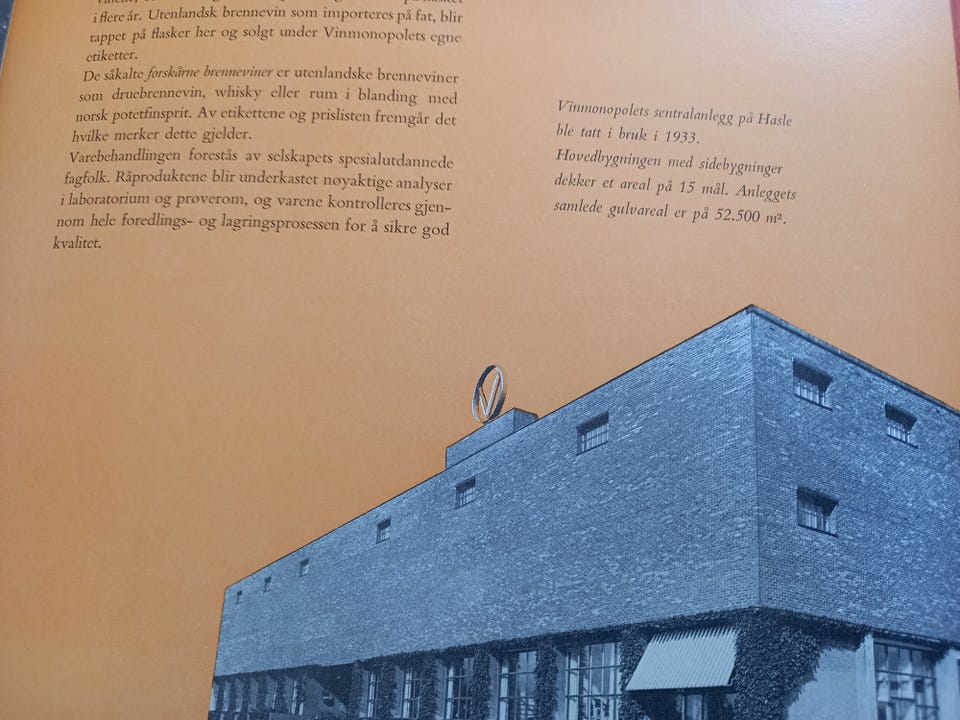 i flere år. Utenlandsk brennevin som importeres på fat, blir
tappet på flasker her og solgt under Vinmonopolets egne
etiketter.
De såkalte forskårne brenneviner er utenlandske brenneviner
som druebrennevin, whisky eller rum i blanding med
norsk potetfinsprit. Av etikettene og prislisten fremgår det
hvilke merker dette gjelder.
Varebehandlingen forestås av selskapets spesialutdannede
fagfolk. Råproduktene blir underkastet nøyaktige analyser
i laboratorium og prøverom, og varene kontrolleres gjen-
nom hele foredlings- og lagringsprosessen for å sikre god
kvalitet.
Vinmonopolets sentralanlegg på Hasle
ble tatt i bruk i 1933.
Hovedbygningen med sidebygninger
dekker et areal på 15 mål. Anleggets
samlede gulvareal er på 52.500 m².
V